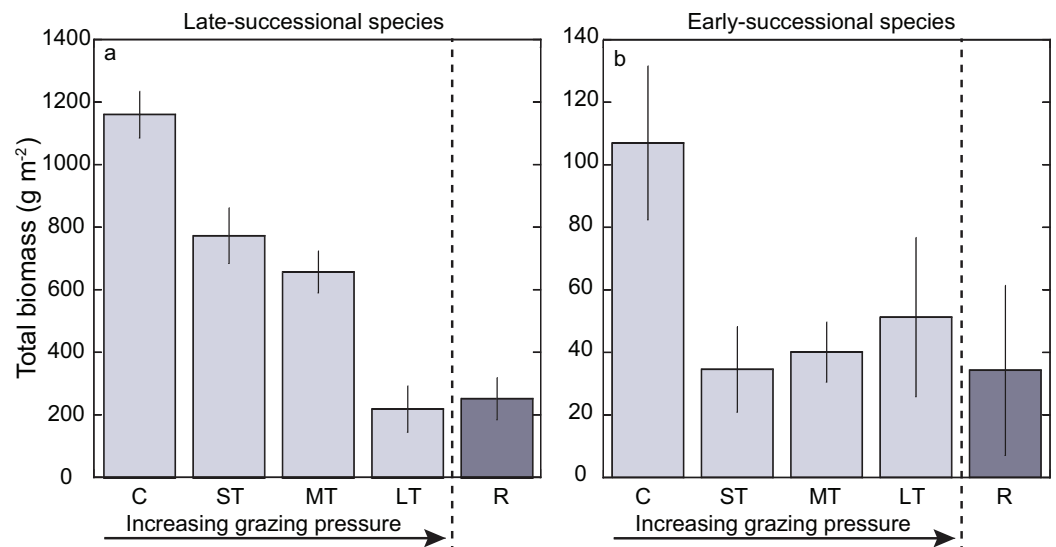 Late-successional species
Early-successional species
Total biomass (g m⁻²)
a
1400
1200
1000
800
600
400
200
0
C ST MT LT R
Increasing grazing pressure
b
140
120
100
80
60
40
20
0
C ST MT LT R
Increasing grazing pressure